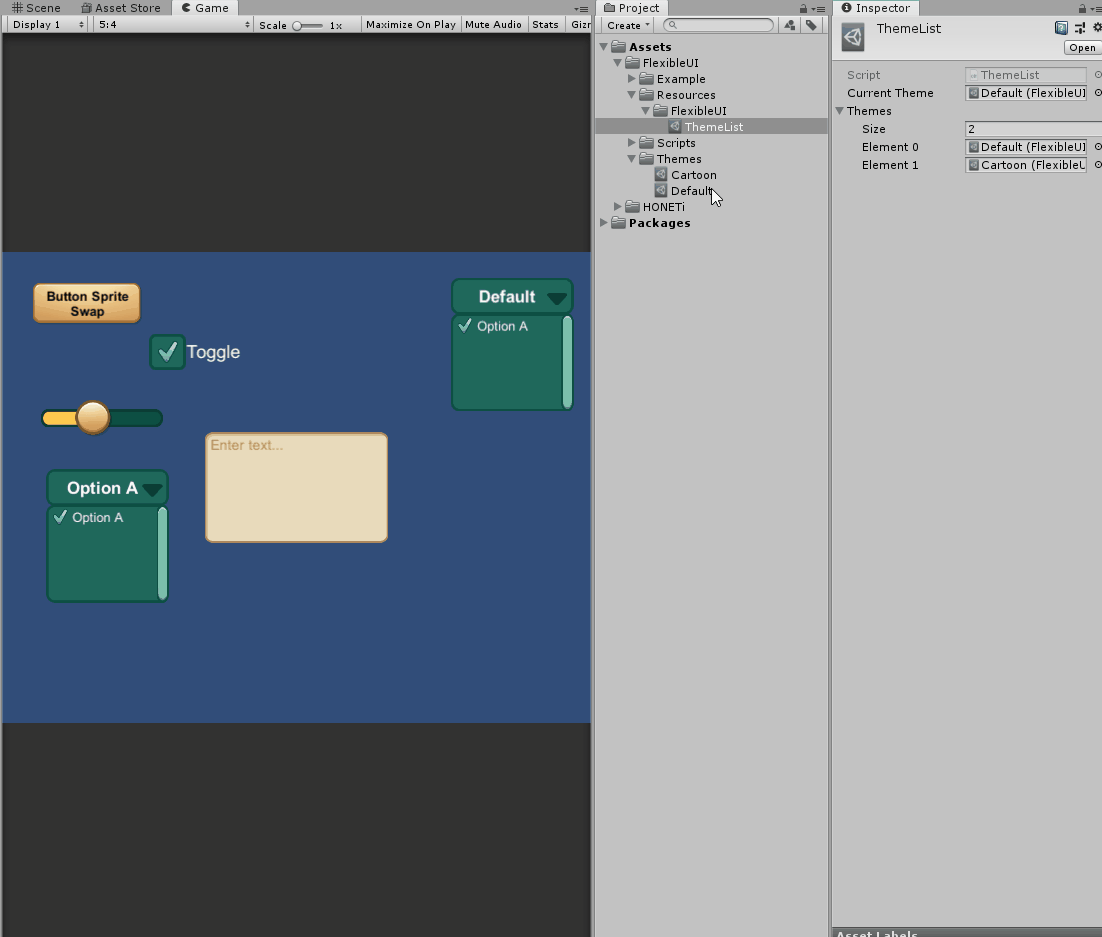 Scene Asset Store Game
Display 1 5:4 Scale 1x Maximize On Play Mute Audio Stats Giz
Button Sprite
Swap
Toggle
Option A
Option A
Enter text...
Default
Option A
Project
Create
Assets
FlexibleUI
Example
Resources
FlexibleUI
ThemeList
Scripts
Themes
Cartoon
Default
HONETi
Packages
Inspector
ThemeList
Open
Script ThemeList
Current Theme Default (FlexibleUI
Themes
Size 2
Element 0 Default (FlexibleUI
Element 1 Cartoon (FlexibleU
Asset Labels